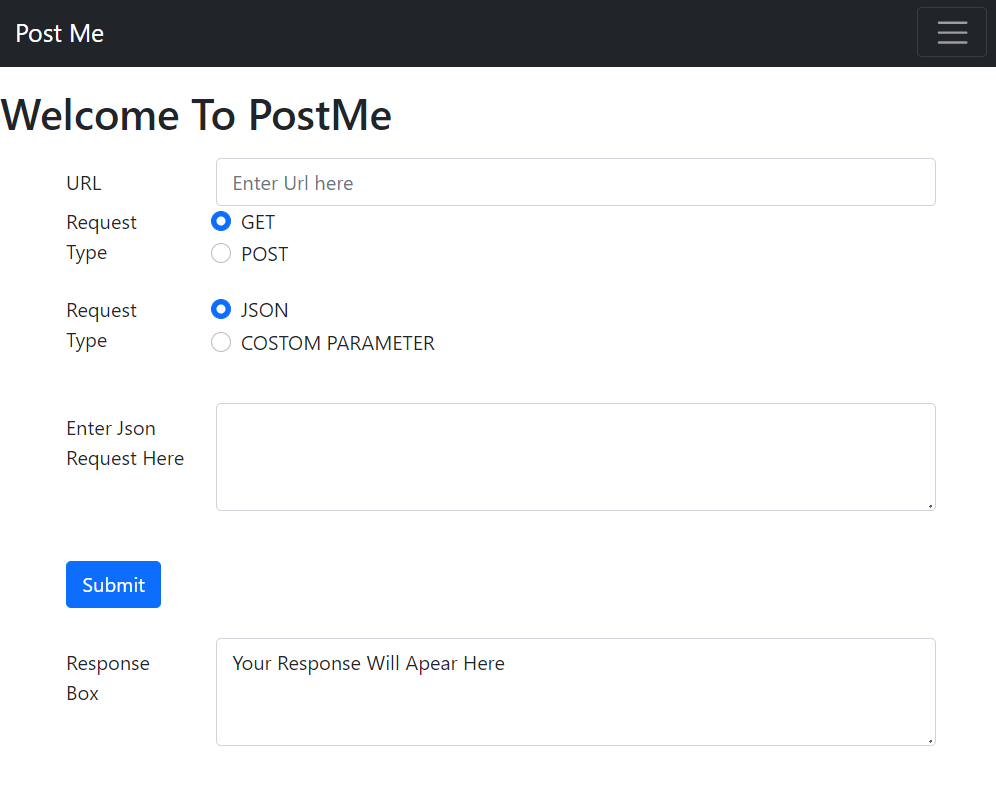 Post Me
Welcome To PostMe
URL
Enter Url here
Request
Type
GET
POST
Request
Type
JSON
COSTOM PARAMETER
Enter Json
Request Here
Submit
Response
Box
Your Response Will Apear Here